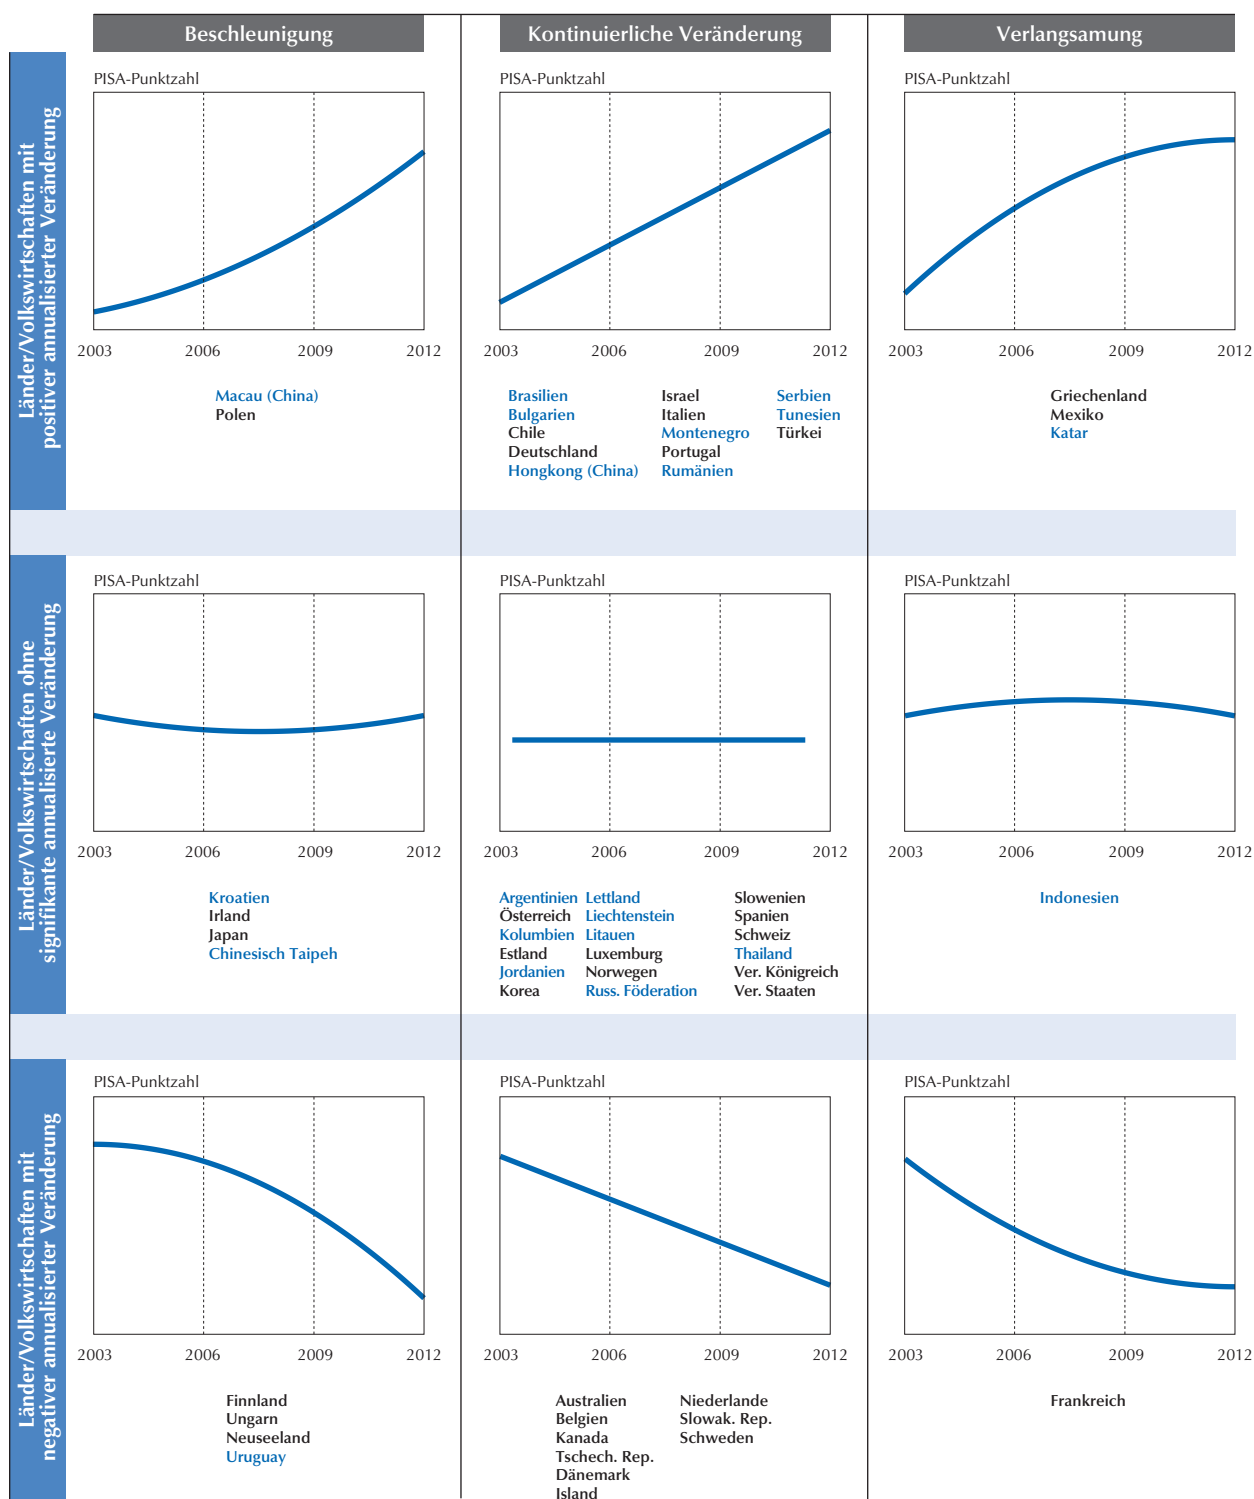 Beschleunigung
Kontinuierliche Veränderung
Verlangsamung
Länder/Volkswirtschaften mit
positiver annualisierter Veränderung
PISA-Punktzahl
2003 2006 2009 2012
Macau (China)
Polen
PISA-Punktzahl
2003 2006 2009 2012
Brasilien
Bulgarien
Chile
Deutschland
Hongkong (China)
Israel
Italien
Montenegro
Portugal
Rumänien
Serbien
Tunesien
Türkei
PISA-Punktzahl
2003 2006 2009 2012
Griechenland
Mexiko
Katar
Länder/Volkswirtschaften ohne
signifikante annualisierte Veränderung
PISA-Punktzahl
2003 2006 2009 2012
Kroatien
Irland
Japan
Chinesisch Taipeh
PISA-Punktzahl
2003 2006 2009 2012
Argentinien
Österreich
Kolumbien
Estland
Jordanien
Korea
Lettland
Liechtenstein
Litauen
Luxemburg
Norwegen
Russ. Föderation
Slowenien
Spanien
Schweiz
Thailand
Ver. Königreich
Ver. Staaten
PISA-Punktzahl
2003 2006 2009 2012
Indonesien
Länder/Volkswirtschaften mit
negativer annualisierter Veränderung
PISA-Punktzahl
2003 2006 2009 2012
Finnland
Ungarn
Neuseeland
Uruguay
PISA-Punktzahl
2003 2006 2009 2012
Australien
Belgien
Kanada
Tschech. Rep.
Dänemark
Island
Niederlande
Slowak. Rep.
Schweden
PISA-Punktzahl
2003 2006 2009 2012
Frankreich